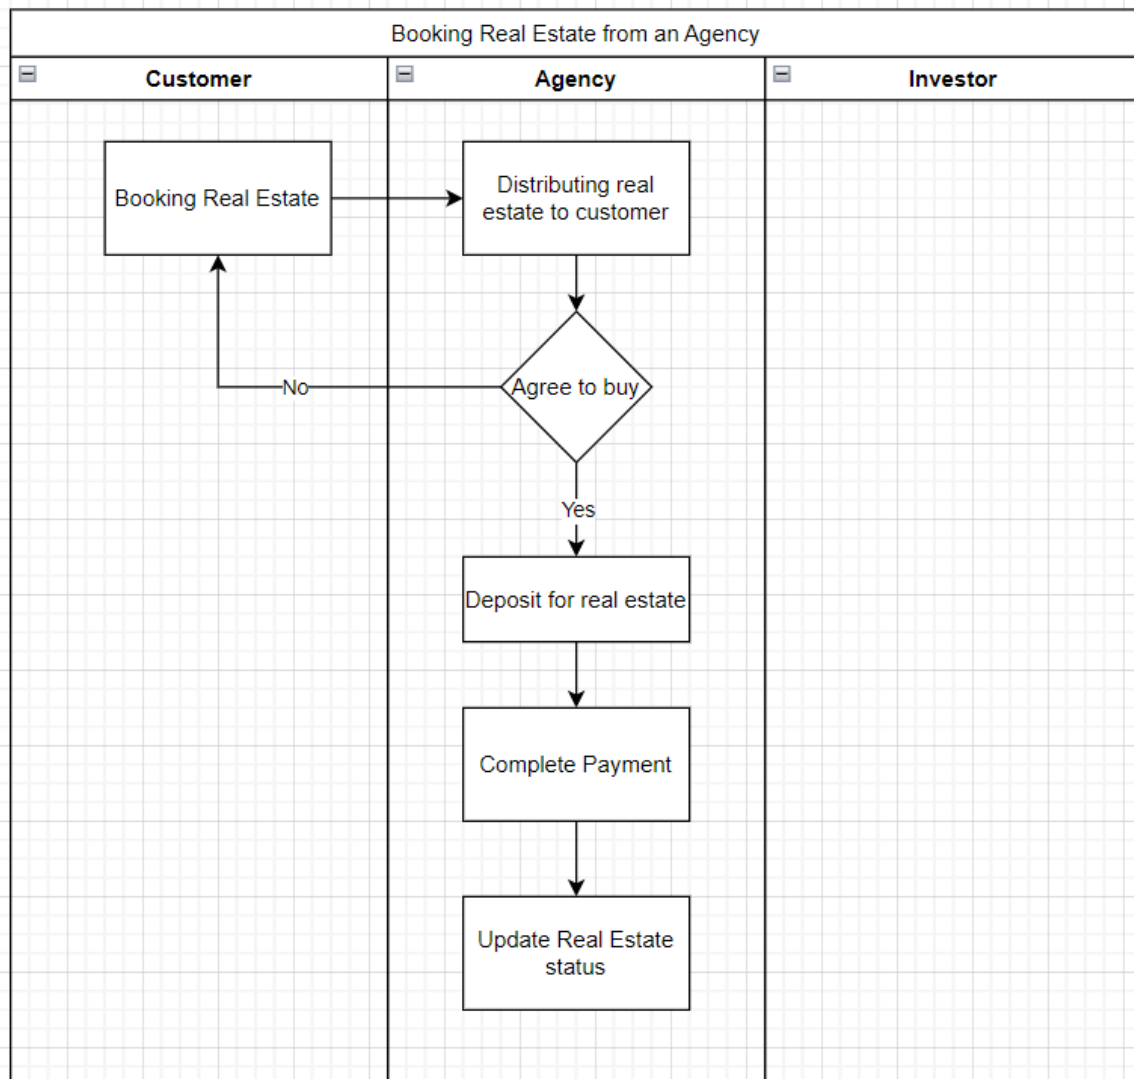 Booking Real Estate from an Agency
Customer
Agency
Investor
Booking Real Estate
Distributing real
estate to customer
Agree to buy
No
Yes
Deposit for real estate
Complete Payment
Update Real Estate
status